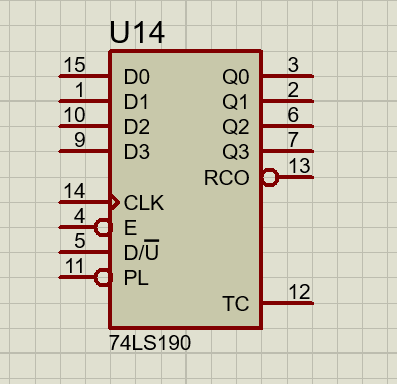 U14
15 D0 Q0 3
1 D1 Q1 2
10 D2 Q2 6
9 D3 Q3 7
RCO 13
14 CLK
4 E
5 D/U̅
11 PL
TC 12
74LS190